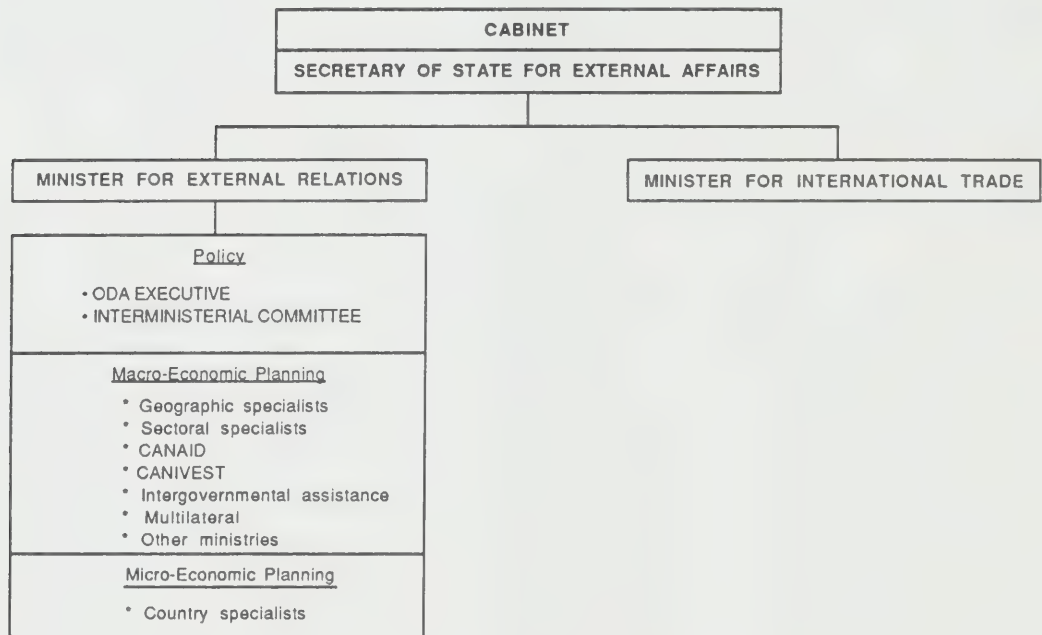 CABINET
SECRETARY OF STATE FOR EXTERNAL AFFAIRS
MINISTER FOR EXTERNAL RELATIONS
MINISTER FOR INTERNATIONAL TRADE
Policy
• ODA EXECUTIVE
• INTERMINISTERIAL COMMITTEE
Macro-Economic Planning
* Geographic specialists
* Sectoral specialists
* CANAID
* CANIVEST
* Intergovernmental assistance
* Multilateral
* Other ministries
Micro-Economic Planning
* Country specialists